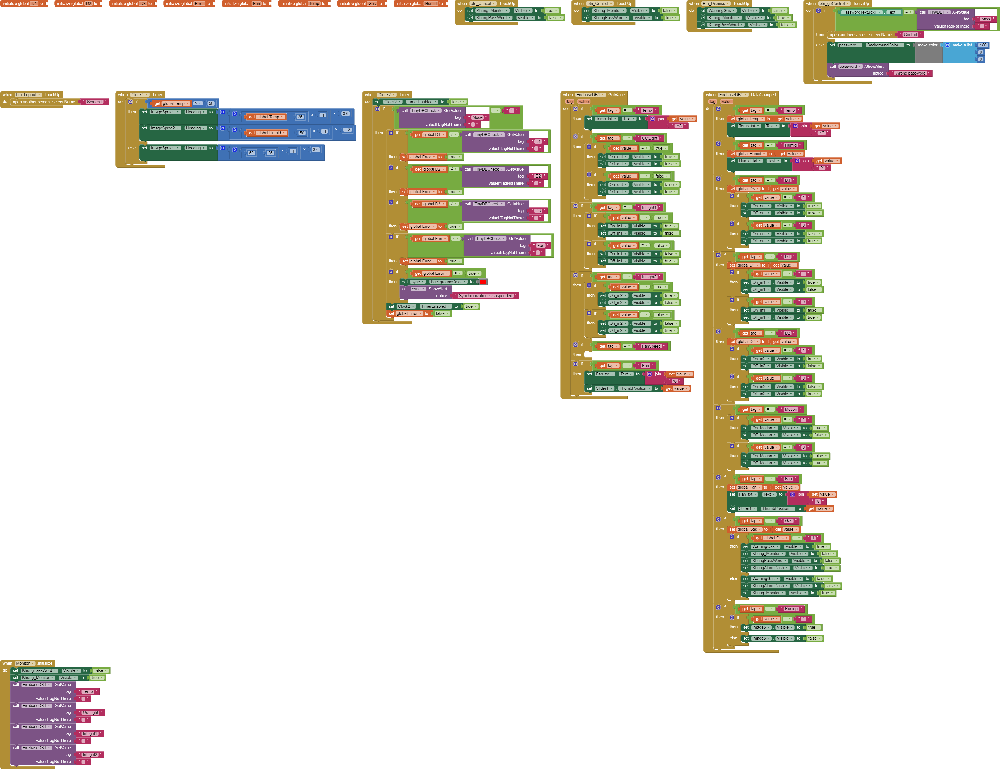 initialize global D1 to
initialize global D2 to
initialize global D3 to
initialize global Error to
initialize global Fan to
initialize global Temp to
initialize global Gas to
initialize global Humid to
when btn_Cancel .TouchUp
do set Khung_Monitor . Visible to true
set KhungPassWord . Visible to false
when btn_Control .TouchUp
do set Khung_Monitor . Visible to false
set KhungPassWord . Visible to true
when Btn_Dismiss .TouchUp
do set WarningGas . Visible to false
set Khung_Monitor . Visible to true
set KhungPassWord . Visible to false
when btn_goControl .TouchUp
do if PasswordTextBox1 . Text = call TinyDB1 .GetValue
tag " pass "
valueIfTagNotThere " "
then open another screen screenName " Control "
else set password . BackgroundColor to make color make a list 180
0
0
call password .ShowAlert
notice " Wrong password "
when btn_Logout .TouchUp
do open another screen screenName " Screen1 "
when Clock1 .Timer
do if get global Temp ≤ 50
then set ImageSprite1 . Heading to get global Temp - 25 × -1 × 3.6
set ImageSprite2 . Heading to get global Humid - 50 × -1 × 1.8
else set ImageSprite1 . Heading to 50 - 25 × -1 × 3.6
when Clock2 .Timer
do set Clock2 . TimerEnabled to false
if call TinyDBCheck .GetValue = " 1 "
tag " Mode "
valueIfTagNotThere " "
then if get global D1 ≠ call TinyDBCheck .GetValue
tag " D1 "
valueIfTagNotThere " "
then set global Error to true
if get global D2 ≠ call TinyDBCheck .GetValue
tag " D2 "
valueIfTagNotThere " "
then set global Error to true
if get global D3 ≠ call TinyDBCheck .GetValue
tag " D3 "
valueIfTagNotThere " "
then set global Error to true
if get global Fan ≠ call TinyDBCheck .GetValue
tag " Fan "
valueIfTagNotThere " "
then set global Error to true
if get global Error = true
then set sync . BackgroundColor to
call sync .ShowAlert
notice " Synchronization is suspended "
set Clock2 . TimerEnabled to true
set global Error to false
when FirebaseDB1 .GotValue
tag value
do if get tag = " Temp "
then set Temp_txt . Text to join get value
" °C "
if get tag = " OutLight "
then if get value = true
then set On_out . Visible to true
set Off_out . Visible to false
if get value = false
then set On_out . Visible to false
set Off_out . Visible to true
if get tag = " InLight1 "
then if get value = true
then set On_in1 . Visible to true
set Off_in1 . Visible to false
if get value = false
then set On_in1 . Visible to false
set Off_in1 . Visible to true
if get tag = " InLight2 "
then if get value = true
then set On_in2 . Visible to true
set Off_in2 . Visible to false
if get value = false
then set On_in2 . Visible to false
set Off_in2 . Visible to true
if get tag = " FanSpeed "
then
if get tag = " Fan "
then set Fan_txt . Text to join get value
" % "
set Slider1 . ThumbPosition to get value
when FirebaseDB1 .DataChanged
tag value
do if get tag = " Temp "
then set global Temp to get value
set Temp_txt . Text to join get value
" °C "
if get tag = " Humid "
then set global Humid to get value
set Humid_txt . Text to join get value
" % "
if get tag = " D3 "
then set global D3 to get value
if get value = " 1 "
then set On_out . Visible to true
set Off_out . Visible to false
if get value = " 0 "
then set On_out . Visible to false
set Off_out . Visible to true
if get tag = " D1 "
then set global D1 to get value
if get value = " 1 "
then set On_in1 . Visible to true
set Off_in1 . Visible to false
if get value = " 0 "
then set On_in1 . Visible to false
set Off_in1 . Visible to true
if get tag = " D2 "
then set global D2 to get value
if get value = " 1 "
then set On_in2 . Visible to true
set Off_in2 . Visible to false
if get value = " 0 "
then set On_in2 . Visible to false
set Off_in2 . Visible to true
if get tag = " Motion "
then if get value = " 1 "
then set On_Motion . Visible to true
set Off_Motion . Visible to false
if get value = " 0 "
then set On_Motion . Visible to false
set Off_Motion . Visible to true
if get tag = " Fan "
then set global Fan to get value
set Fan_txt . Text to join get value
" % "
set Slider1 . ThumbPosition to get value
if get tag = " Gas "
then set global Gas to get value
if get global Gas = " 1 "
then set WarningGas . Visible to true
set Khung_Monitor . Visible to false
set KhungPassWord . Visible to false
set KhungAlarmDash . Visible to true
else set WarningGas . Visible to false
set KhungAlarmDash . Visible to false
set Khung_Monitor . Visible to true
if get tag = " Runing "
then if get value = " 1 "
then set Image5 . Visible to true
else set Image5 . Visible to false
when Monitor .Initialize
do set KhungPassWord . Visible to false
set Khung_Monitor . Visible to true
call FirebaseDB1 .GetValue
tag " Temp "
valueIfTagNotThere " "
call FirebaseDB1 .GetValue
tag " OutLight "
valueIfTagNotThere " "
call FirebaseDB1 .GetValue
tag " InLight1 "
valueIfTagNotThere " "
call FirebaseDB1 .GetValue
tag " InLight2 "
valueIfTagNotThere " "